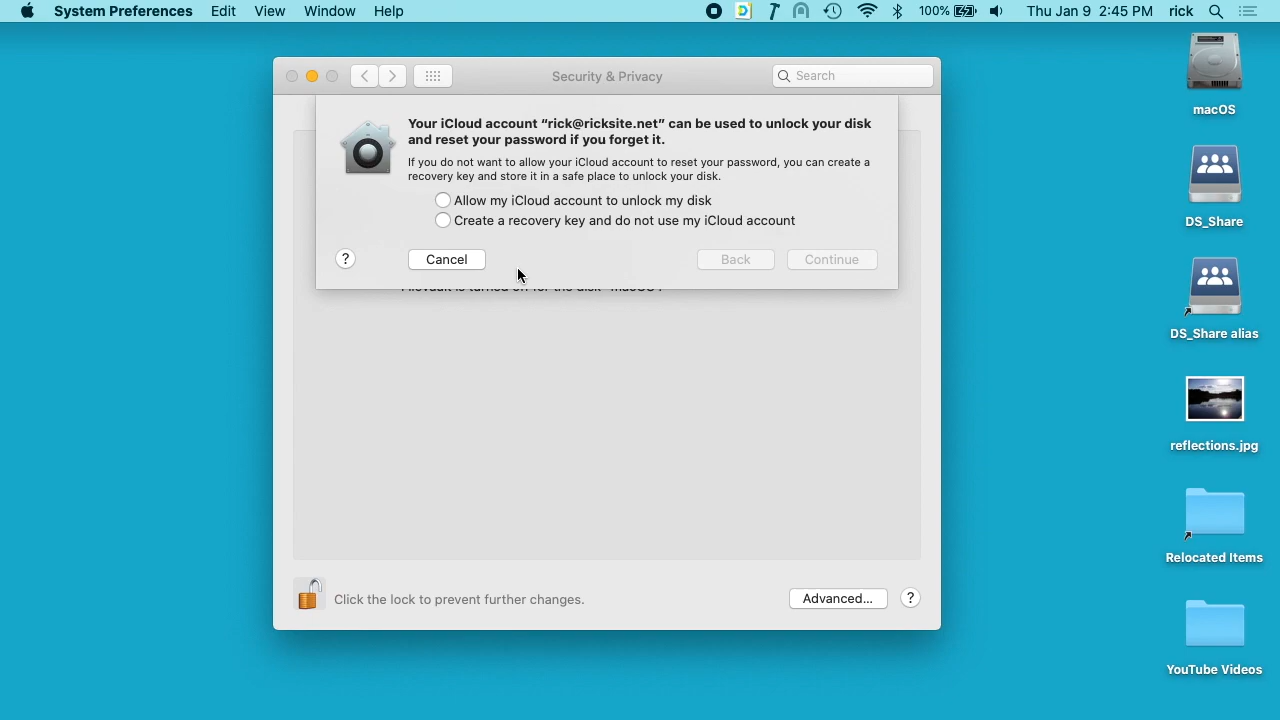 System Preferences Edit View Window Help 100% Thu Jan 9 2:45 PM rick
Security & Privacy
Search
Your iCloud account “rick@ricksite.net” can be used to unlock your disk
and reset your password if you forget it.
If you do not want to allow your iCloud account to reset your password, you can create a
recovery key and store it in a safe place to unlock your disk.
Allow my iCloud account to unlock my disk
Create a recovery key and do not use my iCloud account
?
Cancel
Back
Continue
Click the lock to prevent further changes.
Advanced...
?
macOS
DS_Share
DS_Share alias
reflections.jpg
Relocated Items
YouTube Videos